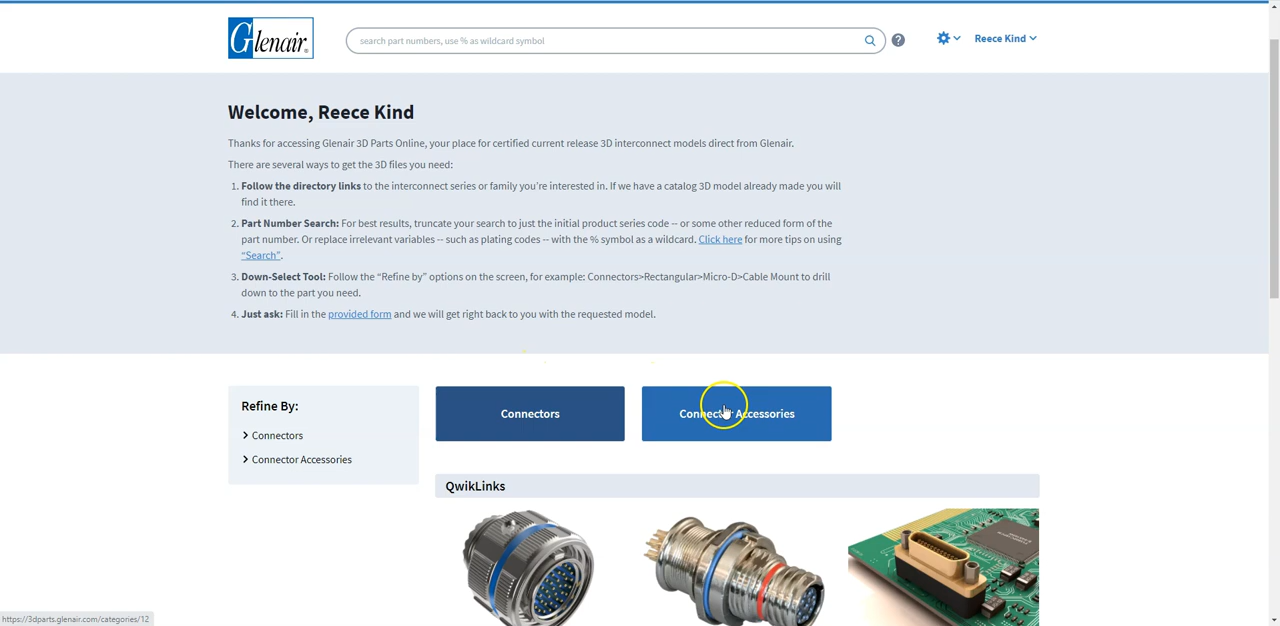 Glenair®
search part numbers, use % as wildcard symbol
?
Reece Kind
Welcome, Reece Kind
Thanks for accessing Glenair 3D Parts Online, your place for certified current release 3D interconnect models direct from Glenair.
There are several ways to get the 3D files you need:
1. Follow the directory links to the interconnect series or family you're interested in. If we have a catalog 3D model already made you will
find it there.
2. Part Number Search: For best results, truncate your search to just the initial product series code -- or some other reduced form of the
part number. Or replace irrelevant variables -- such as plating codes -- with the % symbol as a wildcard. Click here for more tips on using
"Search".
3. Down-Select Tool: Follow the "Refine by" options on the screen, for example: Connectors>Rectangular>Micro-D>Cable Mount to drill
down to the part you need.
4. Just ask: Fill in the provided form and we will get right back to you with the requested model.
Refine By:
Connectors
Connector Accessories
Connectors
Connector Accessories
QwikLinks
https://3dparts.glenair.com/categories/12